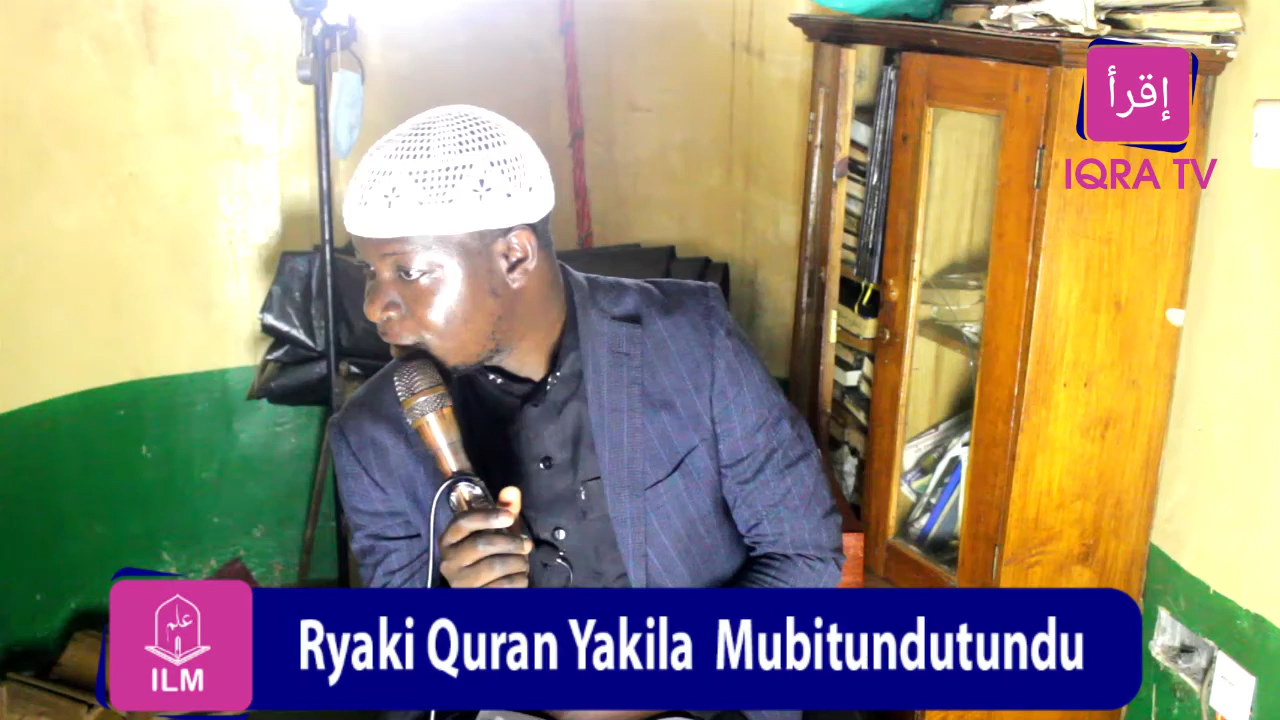 إقرأ
IQRA TV
علم
ILM
Ryaki Quran Yakila Mubitundutundu